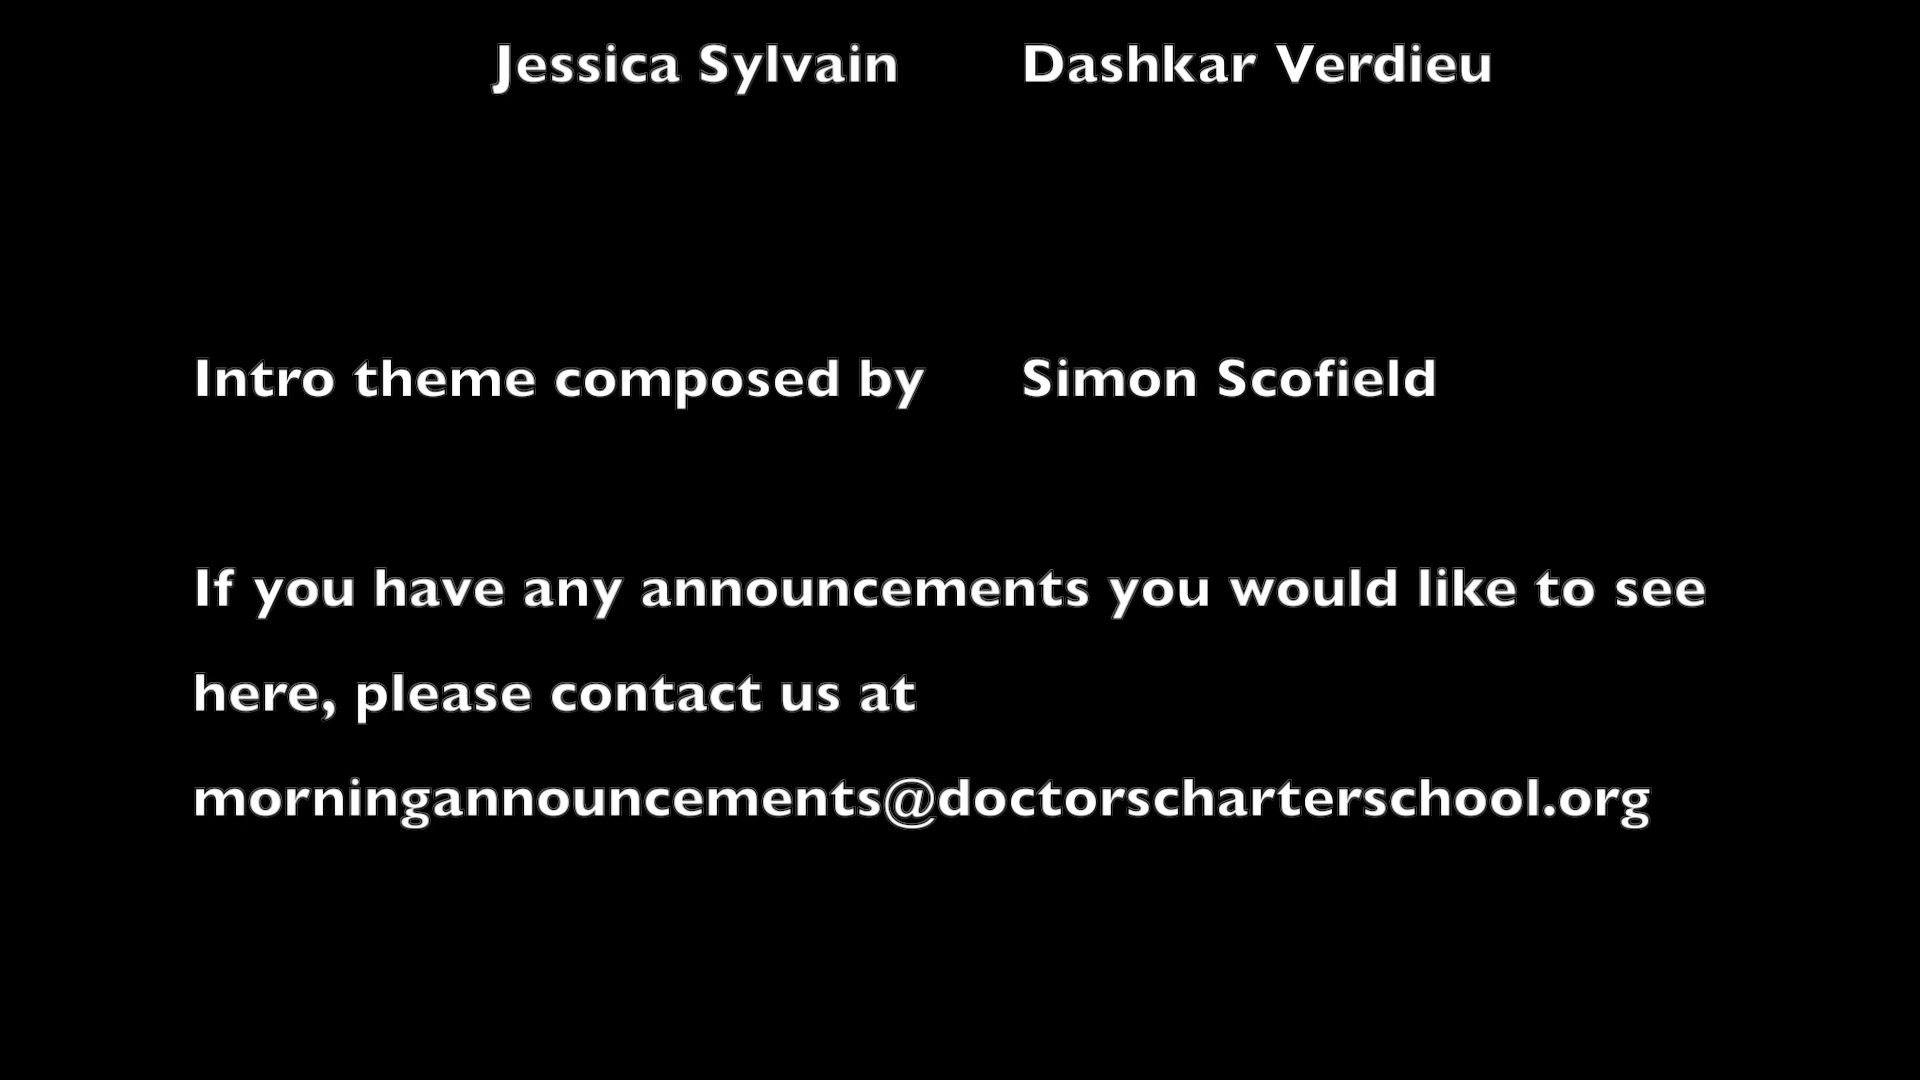 Jessica Sylvain Dashkar Verdieu
Intro theme composed by Simon Scofield
If you have any announcements you would like to see
here, please contact us at
morningannouncements@doctorscharterschool.org